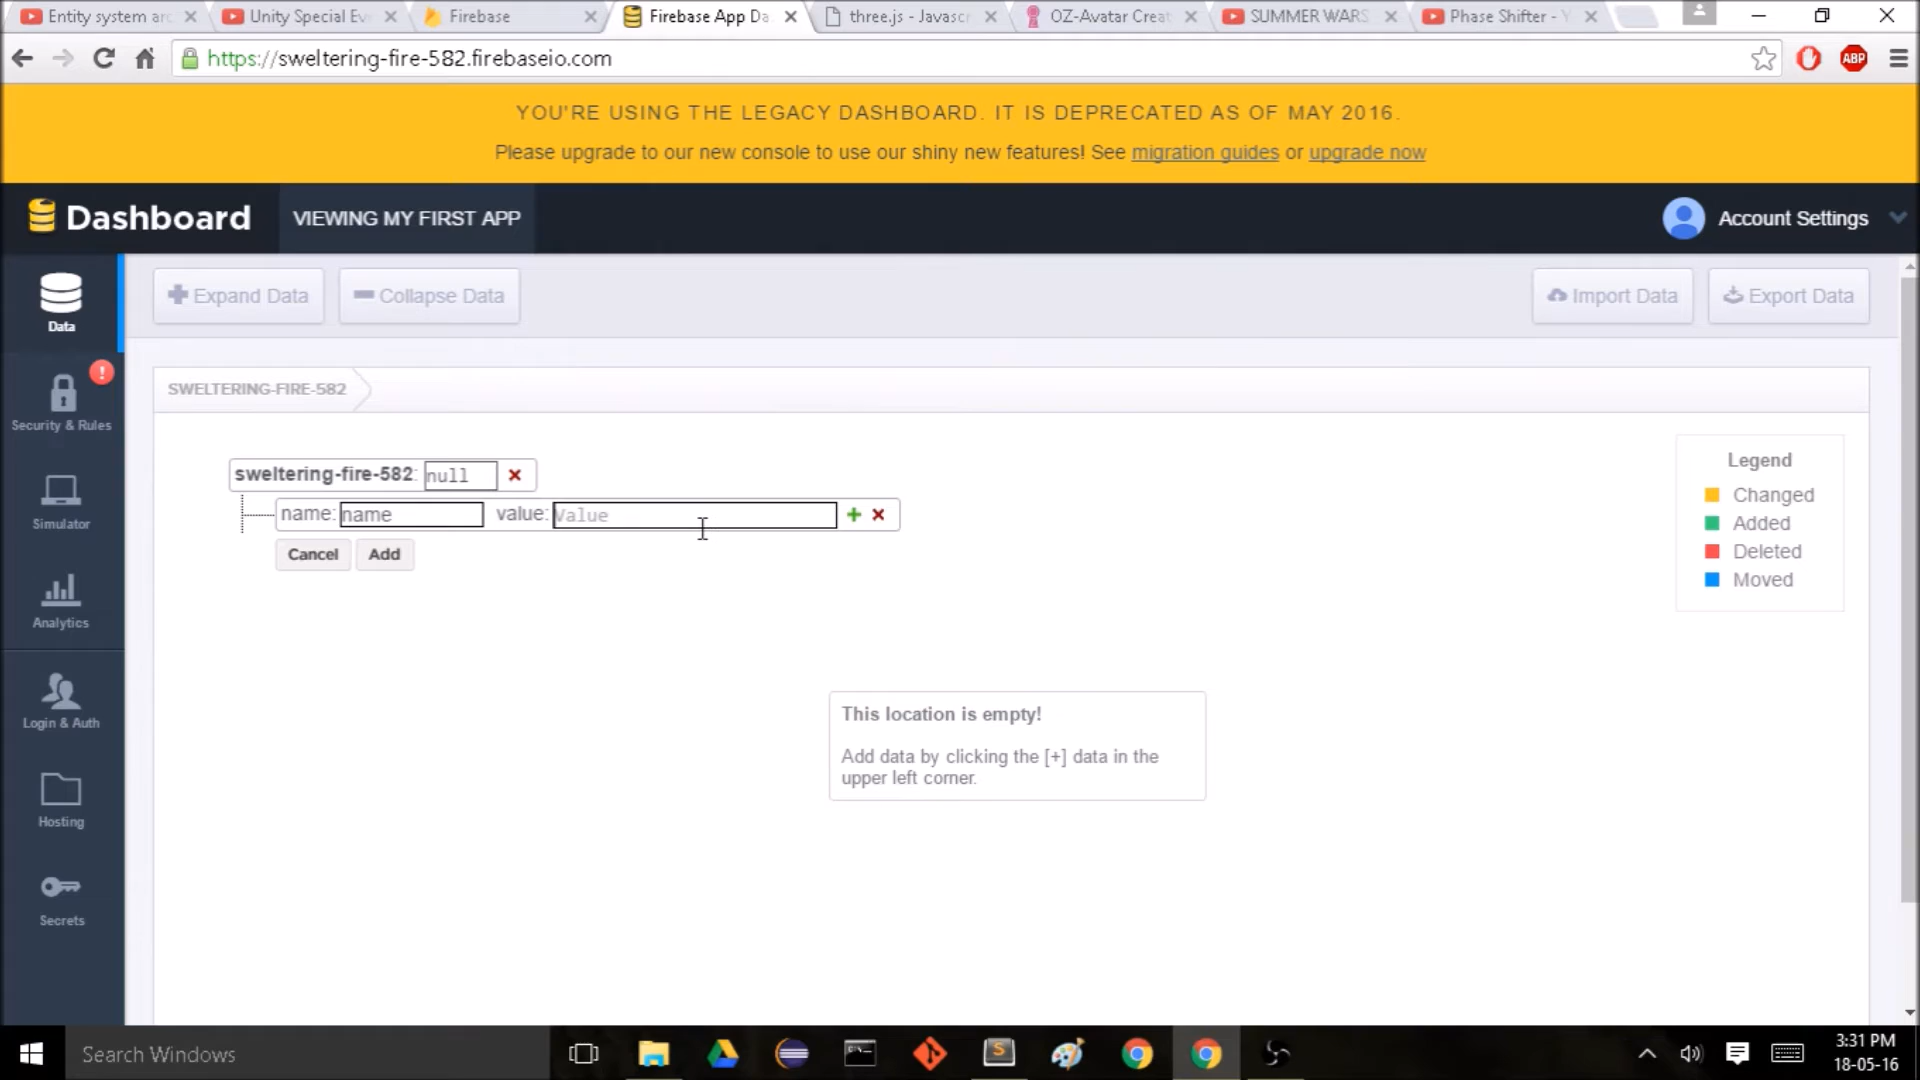 Entity system arc
Unity Special Eve
Firebase
Firebase App Da
three.js - Javascr
OZ-Avatar Creat
SUMMER WARS
Phase Shifter - Y
https://sweltering-fire-582.firebaseio.com
ABP
YOU'RE USING THE LEGACY DASHBOARD. IT IS DEPRECATED AS OF MAY 2016.
Please upgrade to our new console to use our shiny new features! See migration guides or upgrade now
Dashboard
VIEWING MY FIRST APP
Account Settings
Data
Expand Data
Collapse Data
Import Data
Export Data
!
Security & Rules
SWELTERING-FIRE-582
sweltering-fire-582: null
name: name value: Value
Cancel
Add
Legend
Changed
Added
Deleted
Moved
Simulator
Analytics
This location is empty!
Add data by clicking the [+] data in the
upper left corner.
Login & Auth
Hosting
Secrets
Search Windows
S
3:31 PM
18-05-16